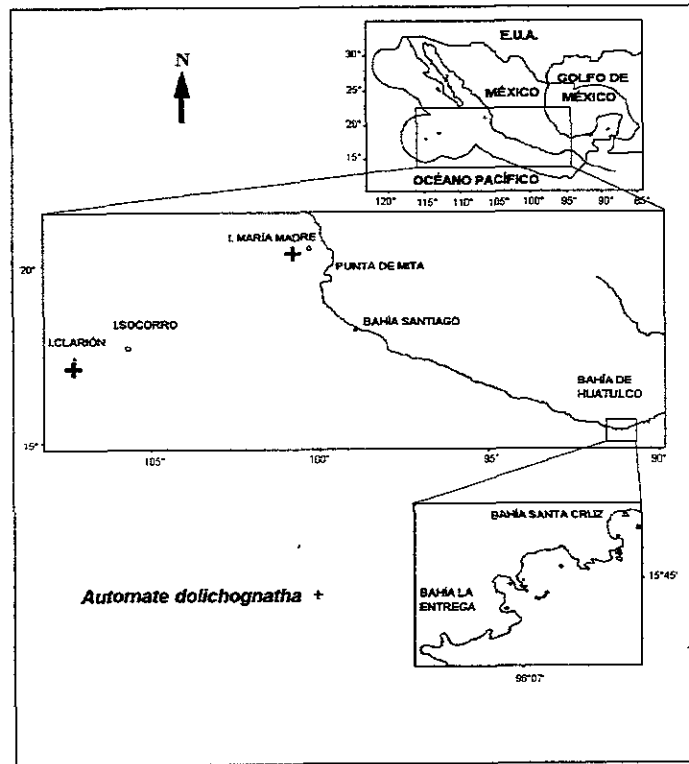 N
E.U.A.
GOLFO DE
MÉXICO
MÉXICO
30°
25°
20°
15°
OCÉANO PACÍFICO
120° 115° 110° 105° 100° 95° 90° 85°
I. MARÍA MADRE
PUNTA DE MITA
20°
I.SOCORRO
BAHÍA SANTIAGO
I.CLARIÓN
BAHÍA DE
HUATULCO
15°
105° 100° 95° 90°
BAHÍA SANTA CRUZ
15°45'
BAHÍA LA
ENTREGA
Automate dolichognatha +
96°07'